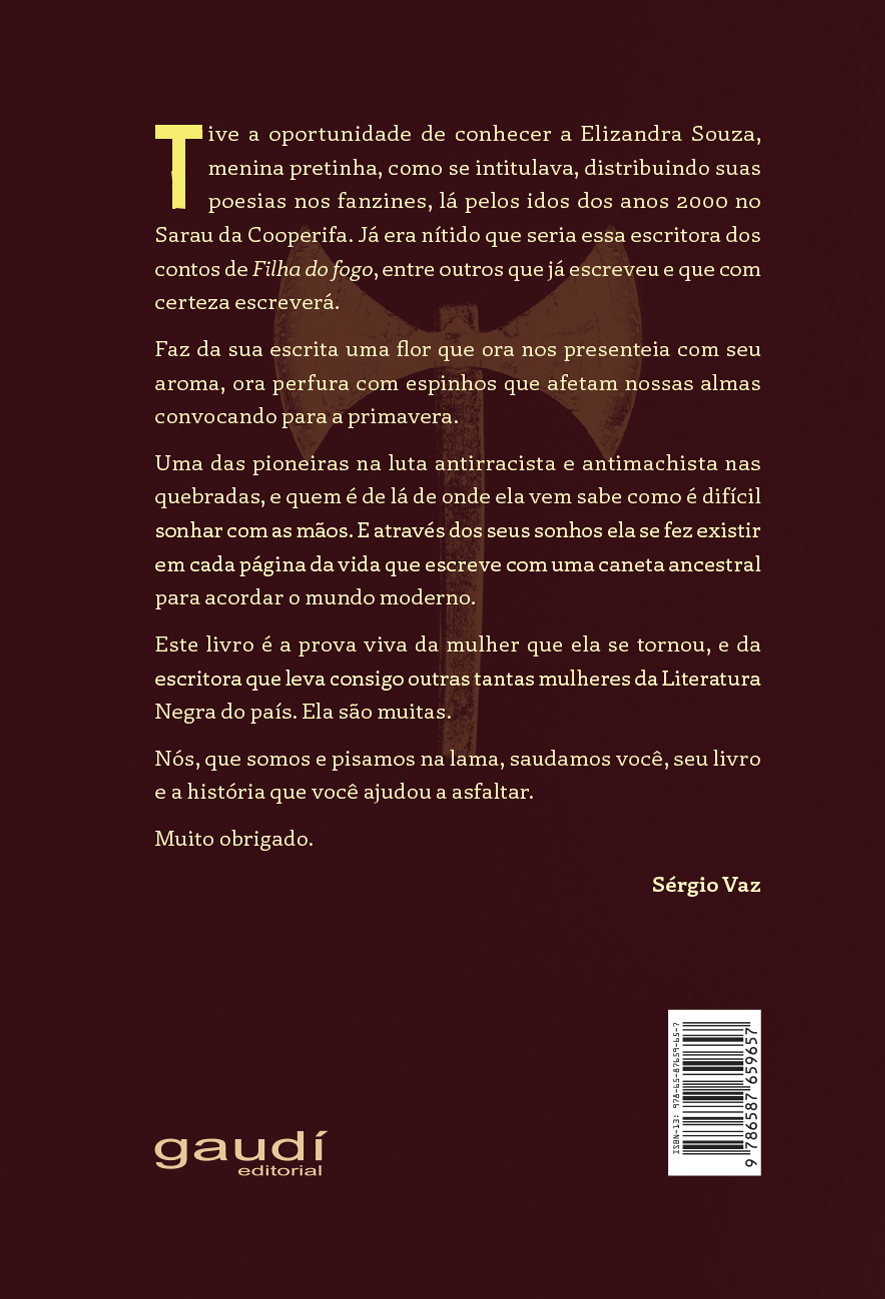 Tive a oportunidade de conhecer a Elizandra Souza,
menina pretinha, como se intitulava, distribuindo suas
poesias nos fanzines, lá pelos idos dos anos 2000 no
Sarau da Cooperifa. Já era nítido que seria essa escritora dos
contos de Filha do fogo, entre outros que já escreveu e que com
certeza escreverá.
Faz da sua escrita uma flor que ora nos presenteia com seu
aroma, ora perfura com espinhos que afetam nossas almas
convocando para a primavera.
Uma das pioneiras na luta antirracista e antimachista nas
quebradas, e quem é de lá de onde ela vem sabe como é difícil
sonhar com as mãos. E através dos seus sonhos ela se fez existir
em cada página da vida que escreve com uma caneta ancestral
para acordar o mundo moderno.
Este livro é a prova viva da mulher que ela se tornou, e da
escritora que leva consigo outras tantas mulheres da Literatura
Negra do país. Ela são muitas.
Nós, que somos e pisamos na lama, saudamos você, seu livro
e a história que você ajudou a asfaltar.
Muito obrigado.
Sérgio Vaz
ISBN-13: 978-65-87659-65-7
9 786587 659657
gaudí
editorial